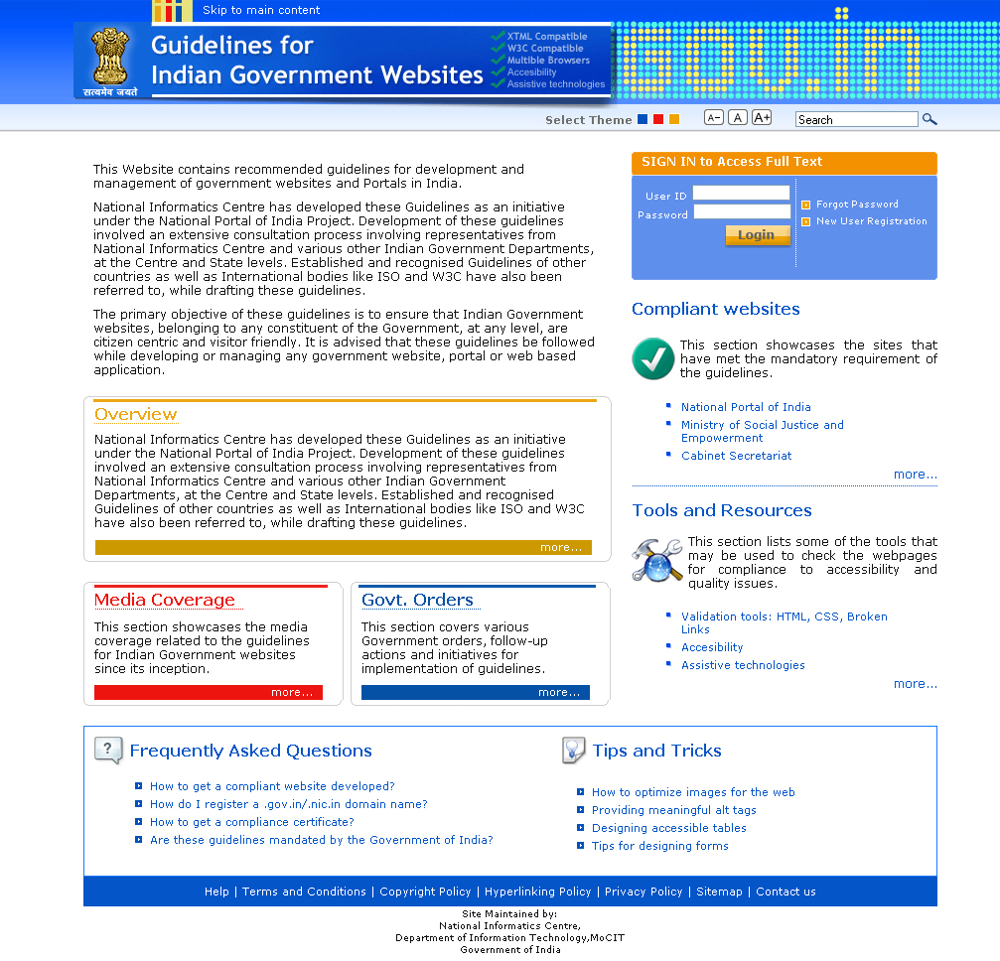 Skip to main content
Guidelines for
Indian Government Websites
XTML Compatible
W3C Compatible
Multible Browsers
Accesibility
Assistive technologies
gov.in
सत्यमेव जयते
Select Theme
A- A A+
Search
This Website contains recommended guidelines for development and
management of government websites and Portals in India.
National Informatics Centre has developed these Guidelines as an initiative
under the National Portal of India Project. Development of these guidelines
involved an extensive consultation process involving representatives from
National Informatics Centre and various other Indian Government Departments,
at the Centre and State levels. Established and recognised Guidelines of other
countries as well as International bodies like ISO and W3C have also been
referred to, while drafting these guidelines.
The primary objective of these guidelines is to ensure that Indian Government
websites, belonging to any constituent of the Government, at any level, are
citizen centric and visitor friendly. It is advised that these guidelines be followed
while developing or managing any government website, portal or web based
application.
Overview
National Informatics Centre has developed these Guidelines as an initiative
under the National Portal of India Project. Development of these guidelines
involved an extensive consultation process involving representatives from
National Informatics Centre and various other Indian Government
Departments, at the Centre and State levels. Established and recognised
Guidelines of other countries as well as International bodies like ISO and W3C
have also been referred to, while drafting these guidelines.
more...
Media Coverage
This section showcases the media
coverage related to the guidelines
for Indian Government websites
since its inception.
more...
Govt. Orders
This section covers various
Government orders, follow-up
actions and initiatives for
implementation of guidelines.
more...
SIGN IN to Access Full Text
User ID
Password
Login
Forgot Password
New User Registration
Compliant websites
This section showcases the sites that
have met the mandatory requirement of
the guidelines.
National Portal of India
Ministry of Social Justice and
Empowerment
Cabinet Secretariat
more...
Tools and Resources
This section lists some of the tools that
may be used to check the webpages
for compliance to accessibility and
quality issues.
Validation tools: HTML, CSS, Broken
Links
Accesibility
Assistive technologies
more...
Frequently Asked Questions
How to get a compliant website developed?
How do I register a .gov.in/.nic.in domain name?
How to get a compliance certificate?
Are these guidelines mandated by the Government of India?
Tips and Tricks
How to optimize images for the web
Providing meaningful alt tags
Designing accessible tables
Tips for designing forms
Help | Terms and Conditions | Copyright Policy | Hyperlinking Policy | Privacy Policy | Sitemap | Contact us
Site Maintained by:
National Informatics Centre,
Department of Information Technology,MoCIT
Government of India